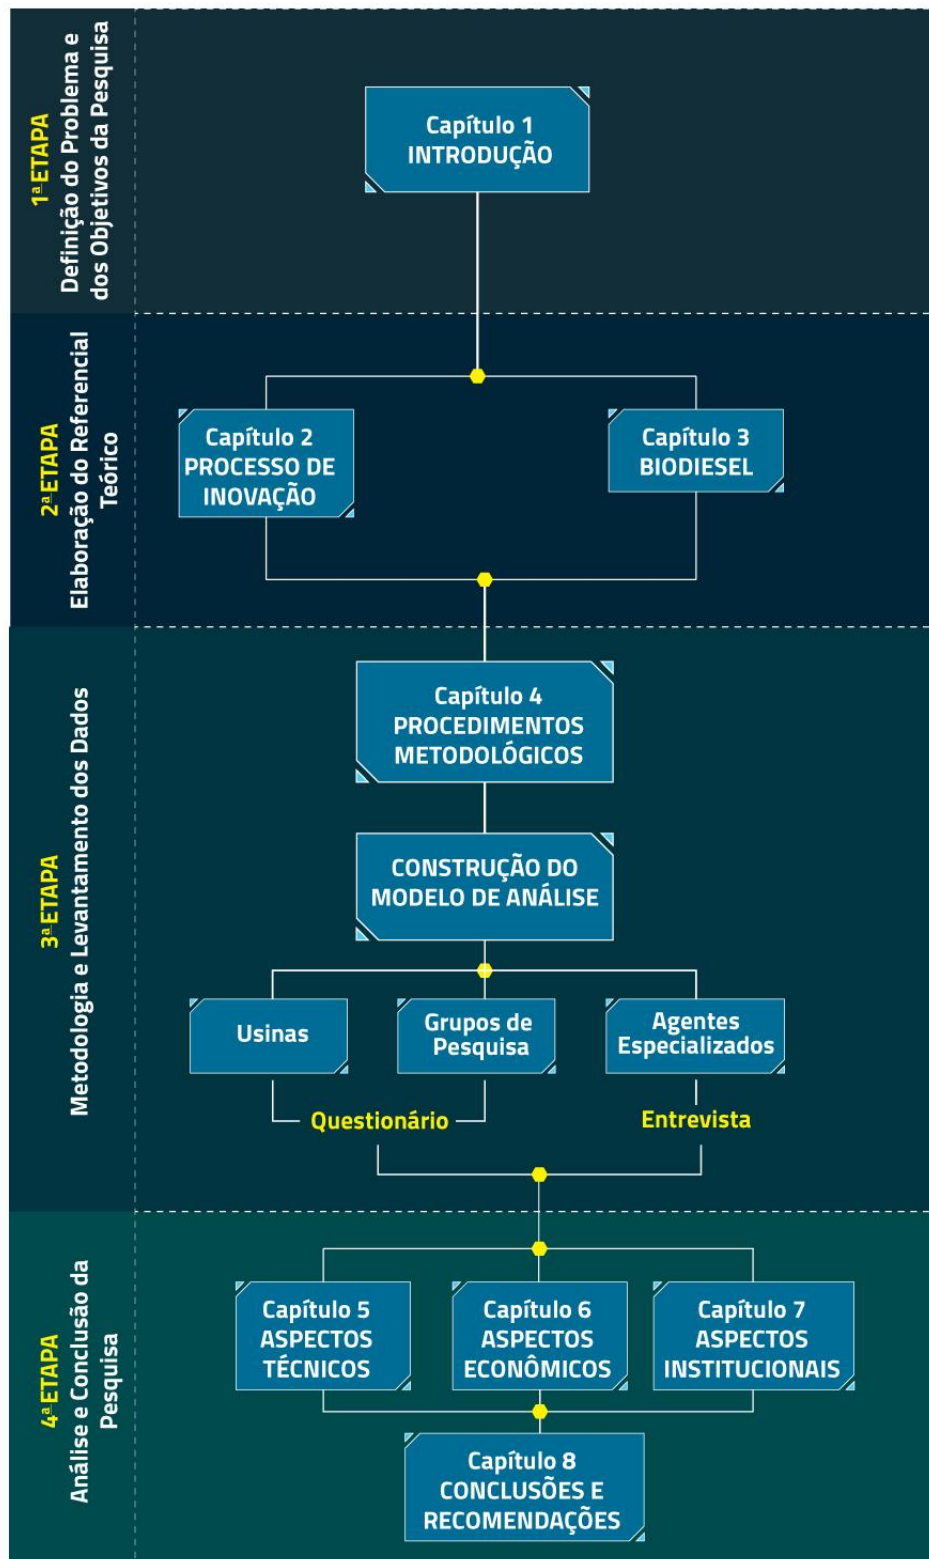 1ª ETAPA
Definição do Problema e
dos Objetivos da Pesquisa
Capítulo 1
INTRODUÇÃO
2ª ETAPA
Elaboração do Referencial
Teórico
Capítulo 2
PROCESSO DE
INOVAÇÃO
Capítulo 3
BIODIESEL
3ª ETAPA
Metodologia e Levantamento dos Dados
Capítulo 4
PROCEDIMENTOS
METODOLÓGICOS
CONSTRUÇÃO DO
MODELO DE ANÁLISE
Usinas
Grupos de
Pesquisa
Agentes
Especializados
Questionário
Entrevista
4ª ETAPA
Análise e Conclusão da
Pesquisa
Capítulo 5
ASPECTOS
TÉCNICOS
Capítulo 6
ASPECTOS
ECONÔMICOS
Capítulo 7
ASPECTOS
INSTITUCIONAIS
Capítulo 8
CONCLUSÕES E
RECOMENDAÇÕES